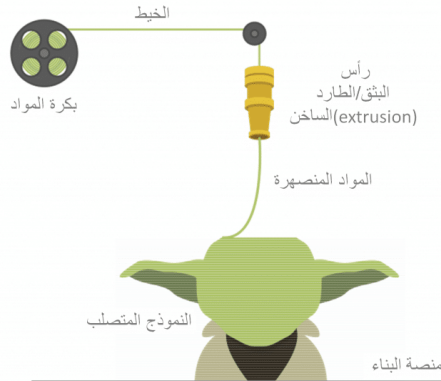 الخيط
بكرة المواد
رأس
البثق/الطارد
الساخن(extrusion)
المواد المنصهرة
النموذج المتصلب
منصة البناء